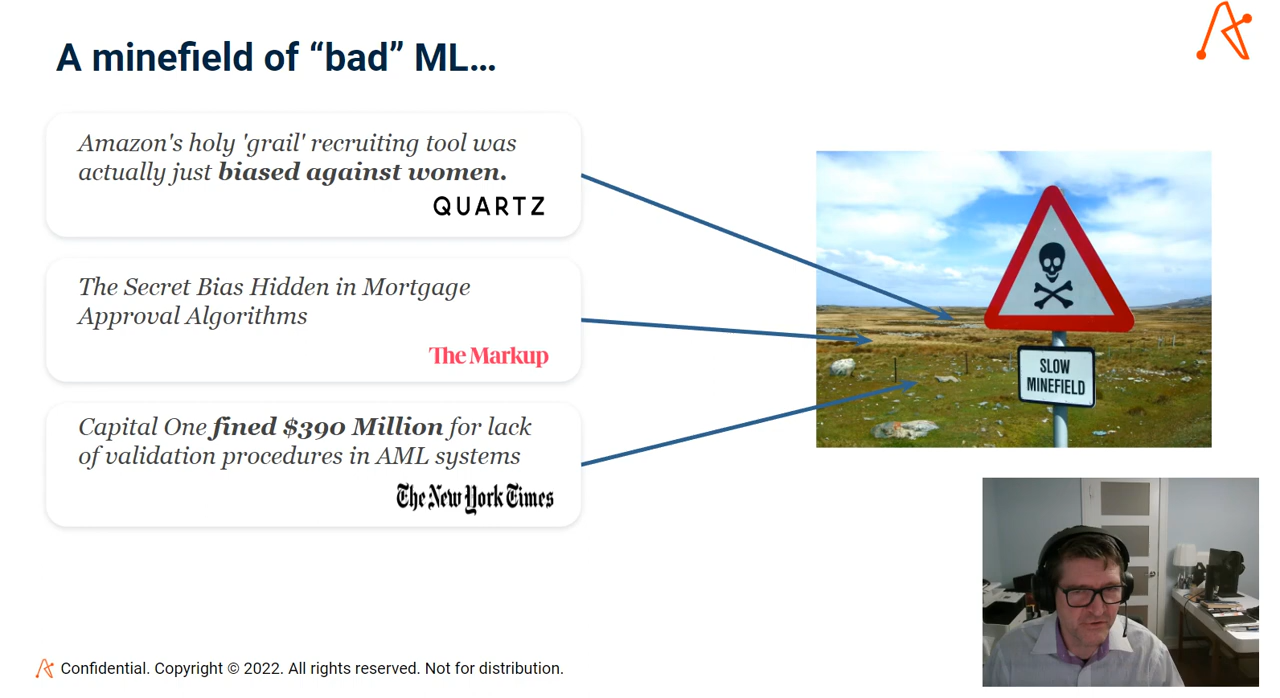 A minefield of “bad” ML...
Amazon's holy 'grail' recruiting tool was
actually just biased against women.
QUARTZ
The Secret Bias Hidden in Mortgage
Approval Algorithms
The Markup
Capital One fined $390 Million for lack
of validation procedures in AML systems
The New York Times
SLOW
MINEFIELD
Confidential. Copyright © 2022. All rights reserved. Not for distribution.